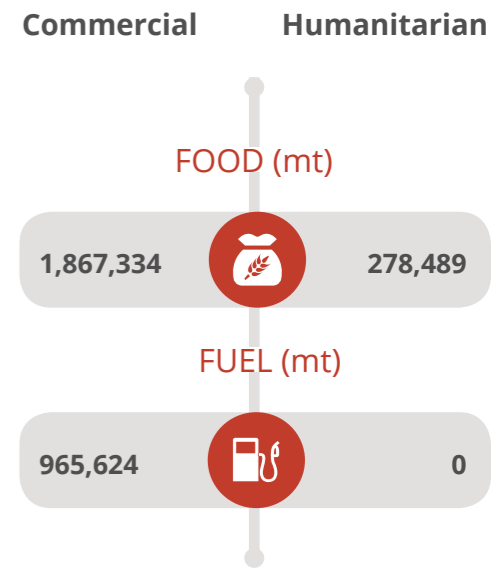 Commercial Humanitarian
FOOD (mt)
1,867,334 278,489
FUEL (mt)
965,624 0